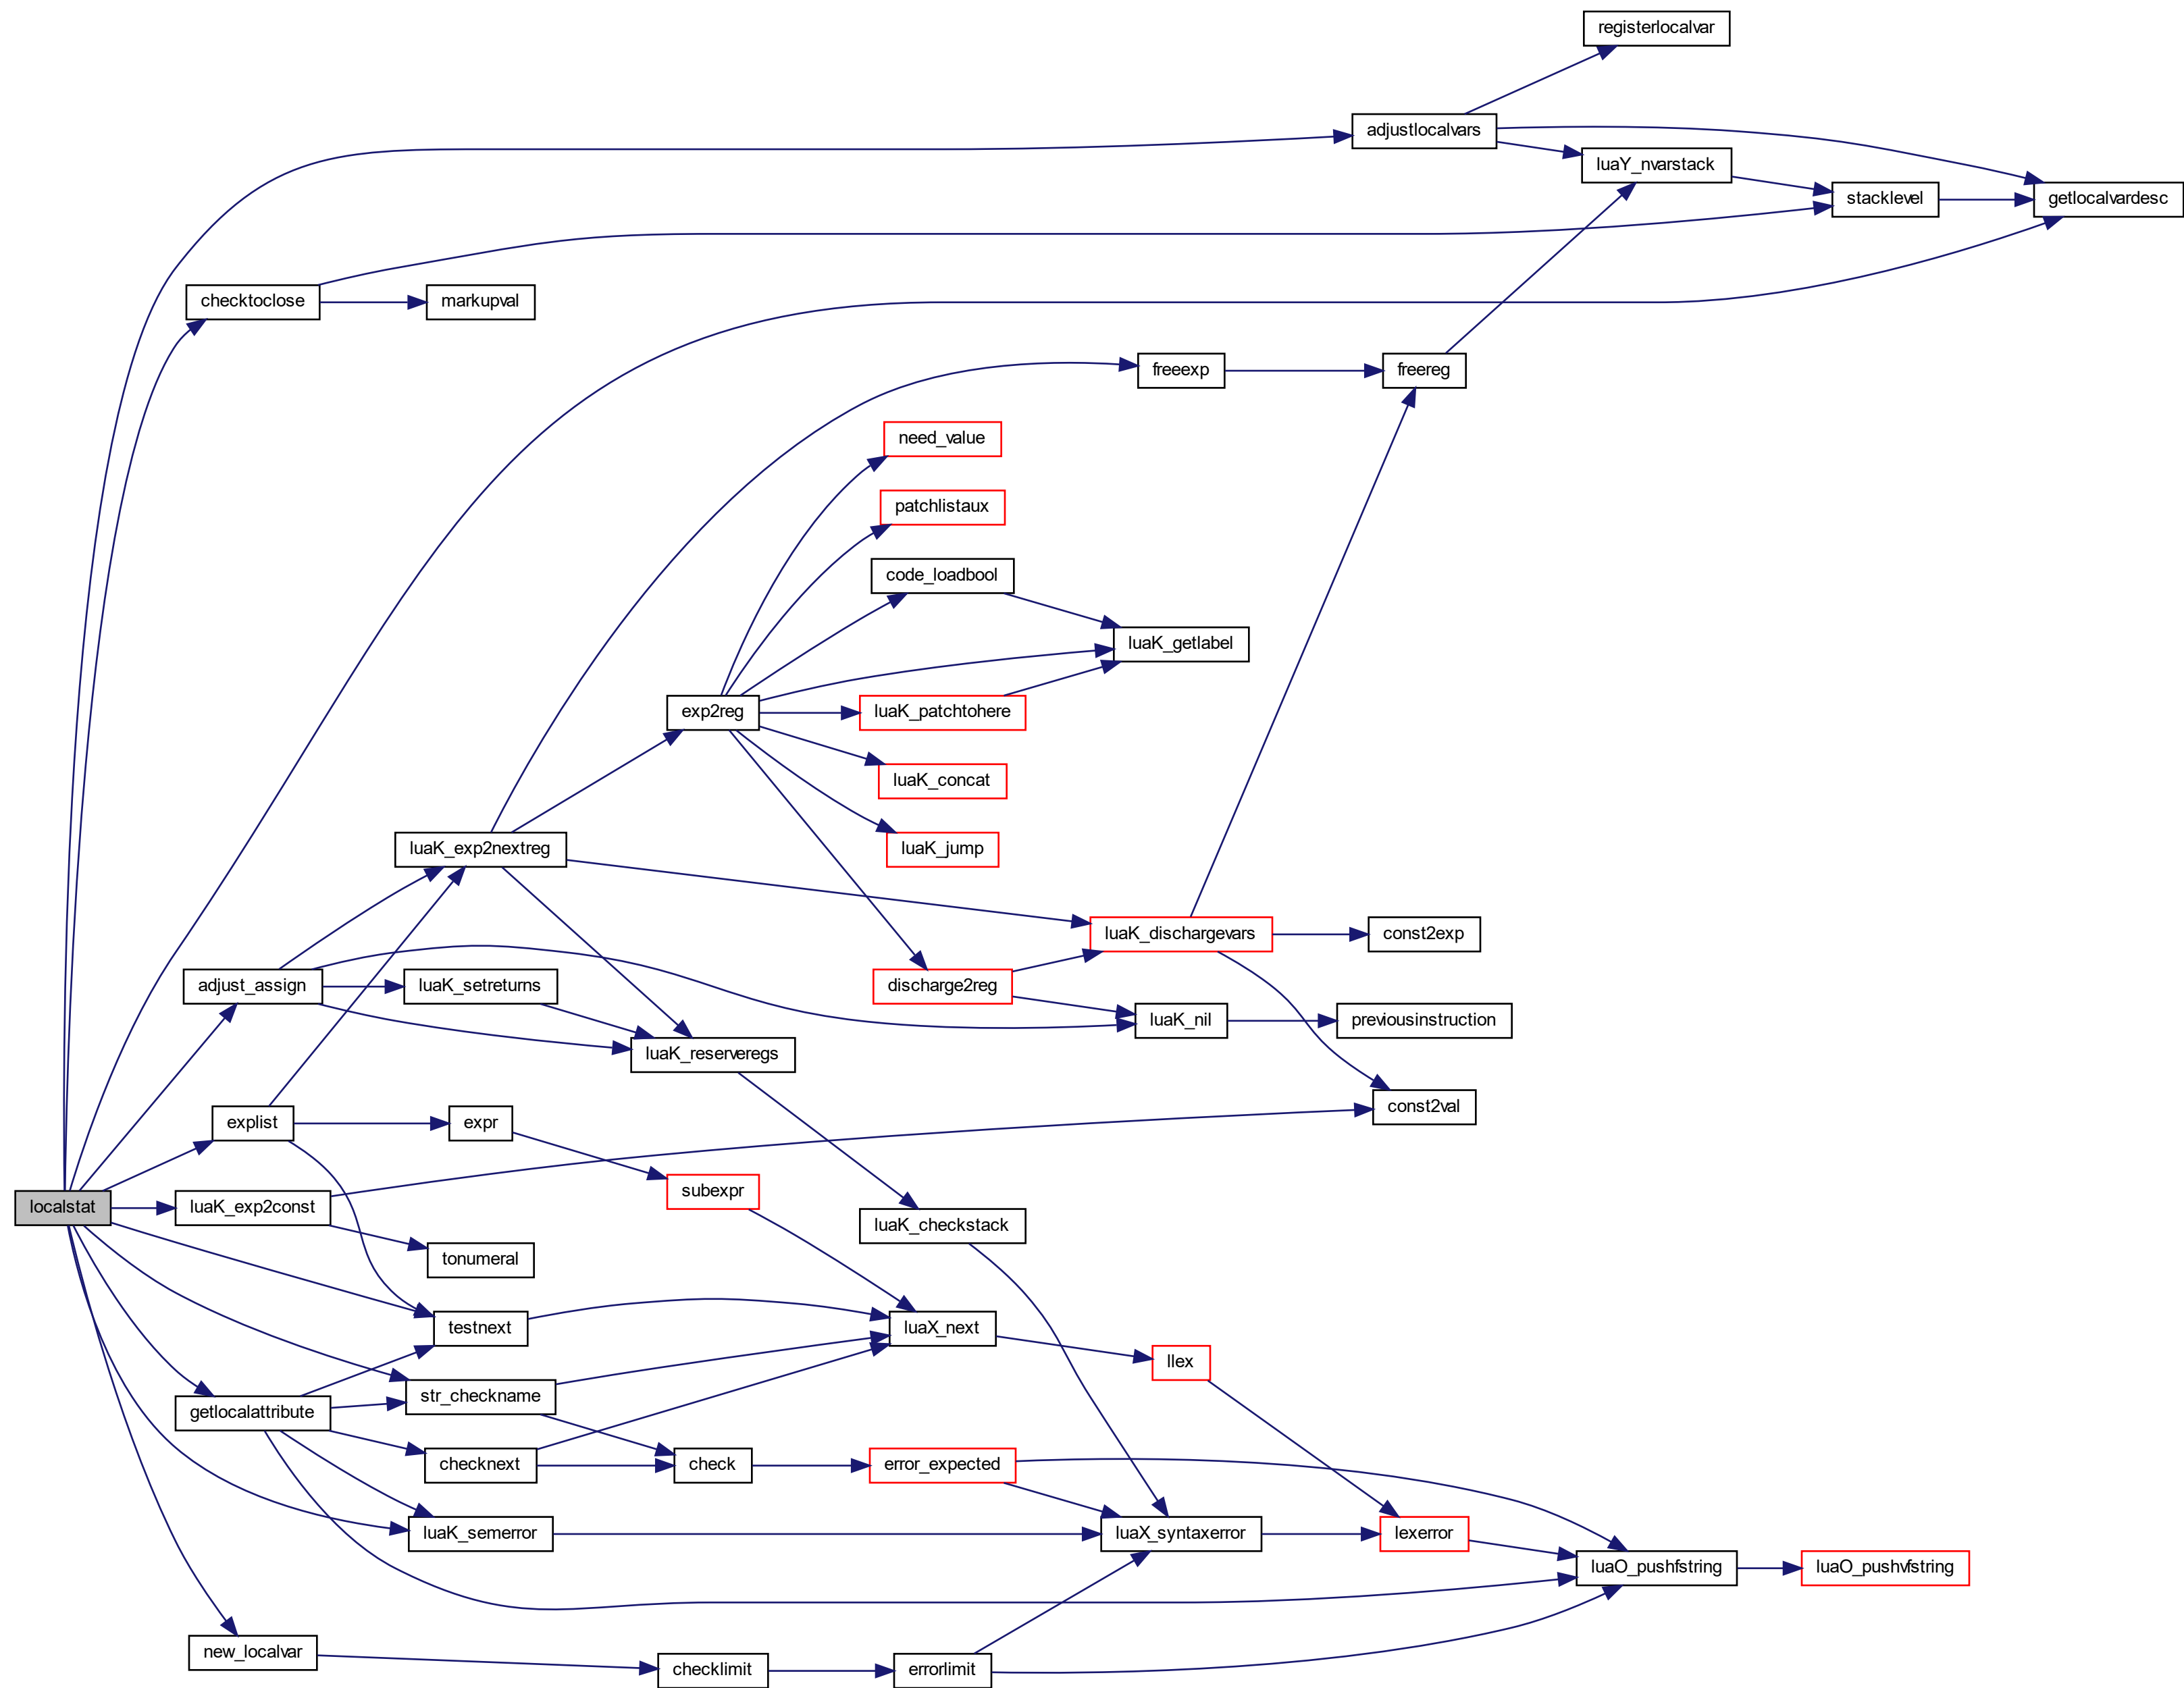 registerlocalvar
adjustlocalvars
luaY_nvarstack
stacklevel
getlocalvardesc
checktoclose
markupval
freeexp
freereg
need_value
patchlistaux
code_loadbool
luaK_getlabel
exp2reg
luaK_patchtohere
luaK_concat
luaK_exp2nextreg
luaK_jump
luaK_dischargevars
const2exp
adjust_assign
luaK_setreturns
discharge2reg
luaK_nil
previousinstruction
luaK_reserveregs
const2val
explist
expr
subexpr
localstat
luaK_exp2const
luaK_checkstack
tonumeral
testnext
luaX_next
llex
getlocalattribute
str_checkname
checknext
check
error_expected
luaK_semerror
luaX_syntaxerror
lexerror
luaO_pushfstring
luaO_pushvfstring
new_localvar
checklimit
errorlimit